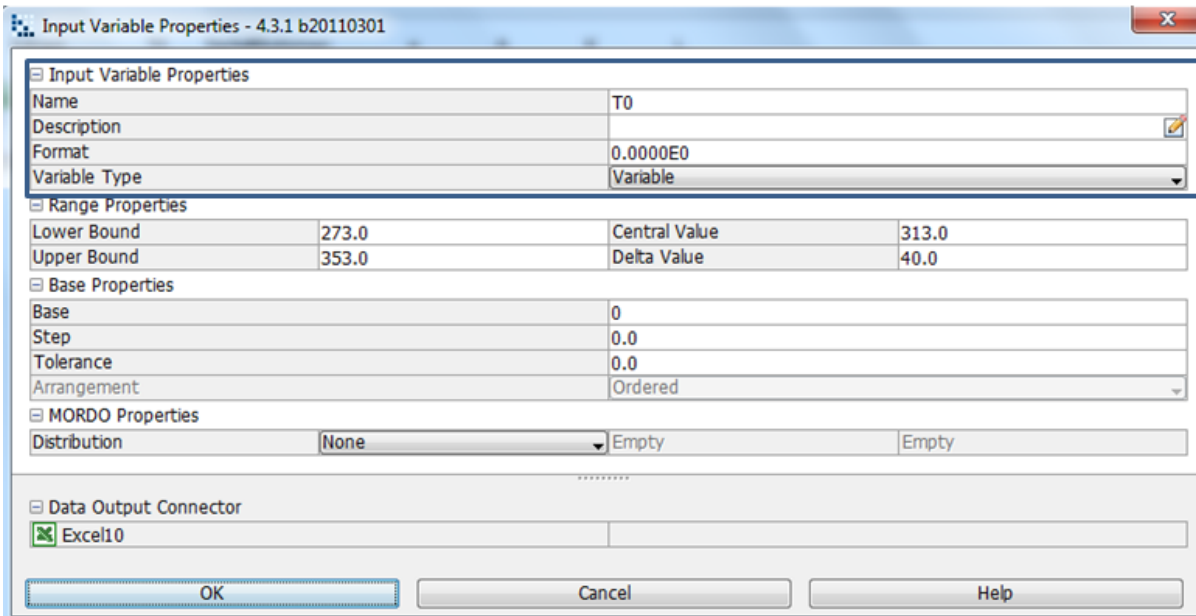 Input Variable Properties - 4.3.1 b20110301
Input Variable Properties
Name T0
Description
Format 0.0000E0
Variable Type Variable
Range Properties
Lower Bound 273.0 Central Value 313.0
Upper Bound 353.0 Delta Value 40.0
Base Properties
Base 0
Step 0.0
Tolerance 0.0
Arrangement Ordered
MORDO Properties
Distribution None Empty Empty
Data Output Connector
Excel10
OK Cancel Help